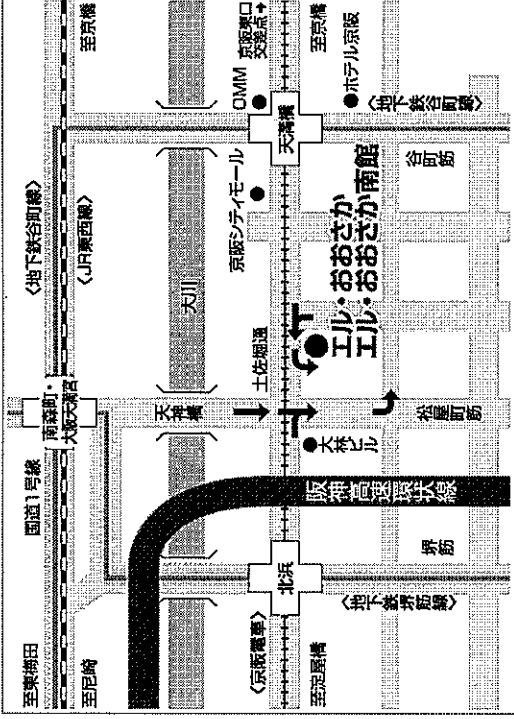 至東梅田
国道1号線
〈地下鉄谷町線〉
至京橋
至尼崎
南森町・
大阪天満宮
〈JR東西線〉
天神橋
大川
京阪シティモール
OMM
京阪東口
交差点→
〈京阪電車〉
北浜
土佐堀通
天満橋
至淀屋橋
大林ビル
エル・おおさか
エル・おおさか南館
至京橋
ホテル京阪
阪神高速環状線
〈地下鉄堺筋線〉
堺筋
松屋町筋
谷町筋
〈地下鉄谷町線〉